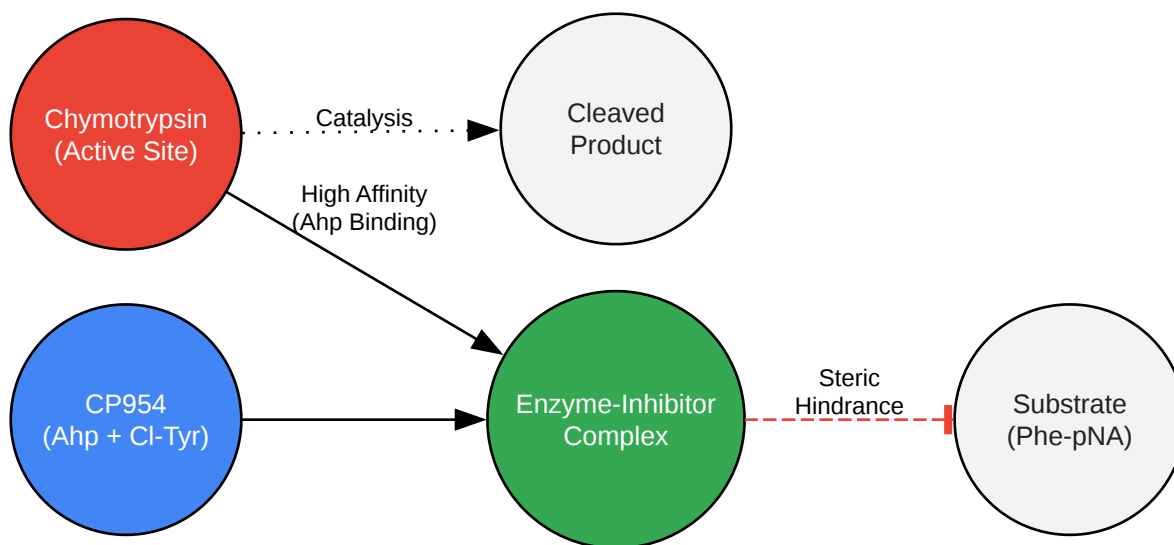 Chymotrypsin
(Active Site)
Catalysis
Cleaved
Product
High Affinity
(Ahp Binding)
CP954
(Ahp + Cl-Tyr)
Enzyme-Inhibitor
Complex
Steric
Hindrance
Substrate
(Phe-pNA)